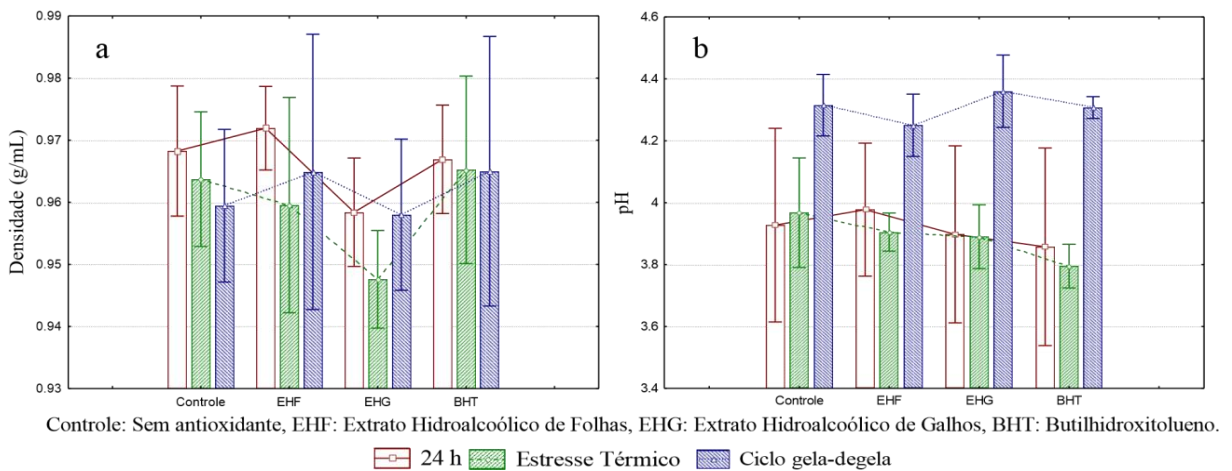 a
Densidade (g/mL)
0.99
0.98
0.97
0.96
0.95
0.94
0.93
Controle EHF EHG BHT
b
pH
4.6
4.4
4.2
4
3.8
3.6
3.4
Controle EHF EHG BHT
Controle: Sem antioxidante, EHF: Extrato Hidroalcoólico de Folhas, EHG: Extrato Hidroalcoólico de Galhos, BHT: Butilhidroxitolueno.
24 h Estresse Térmico Ciclo gela-degela